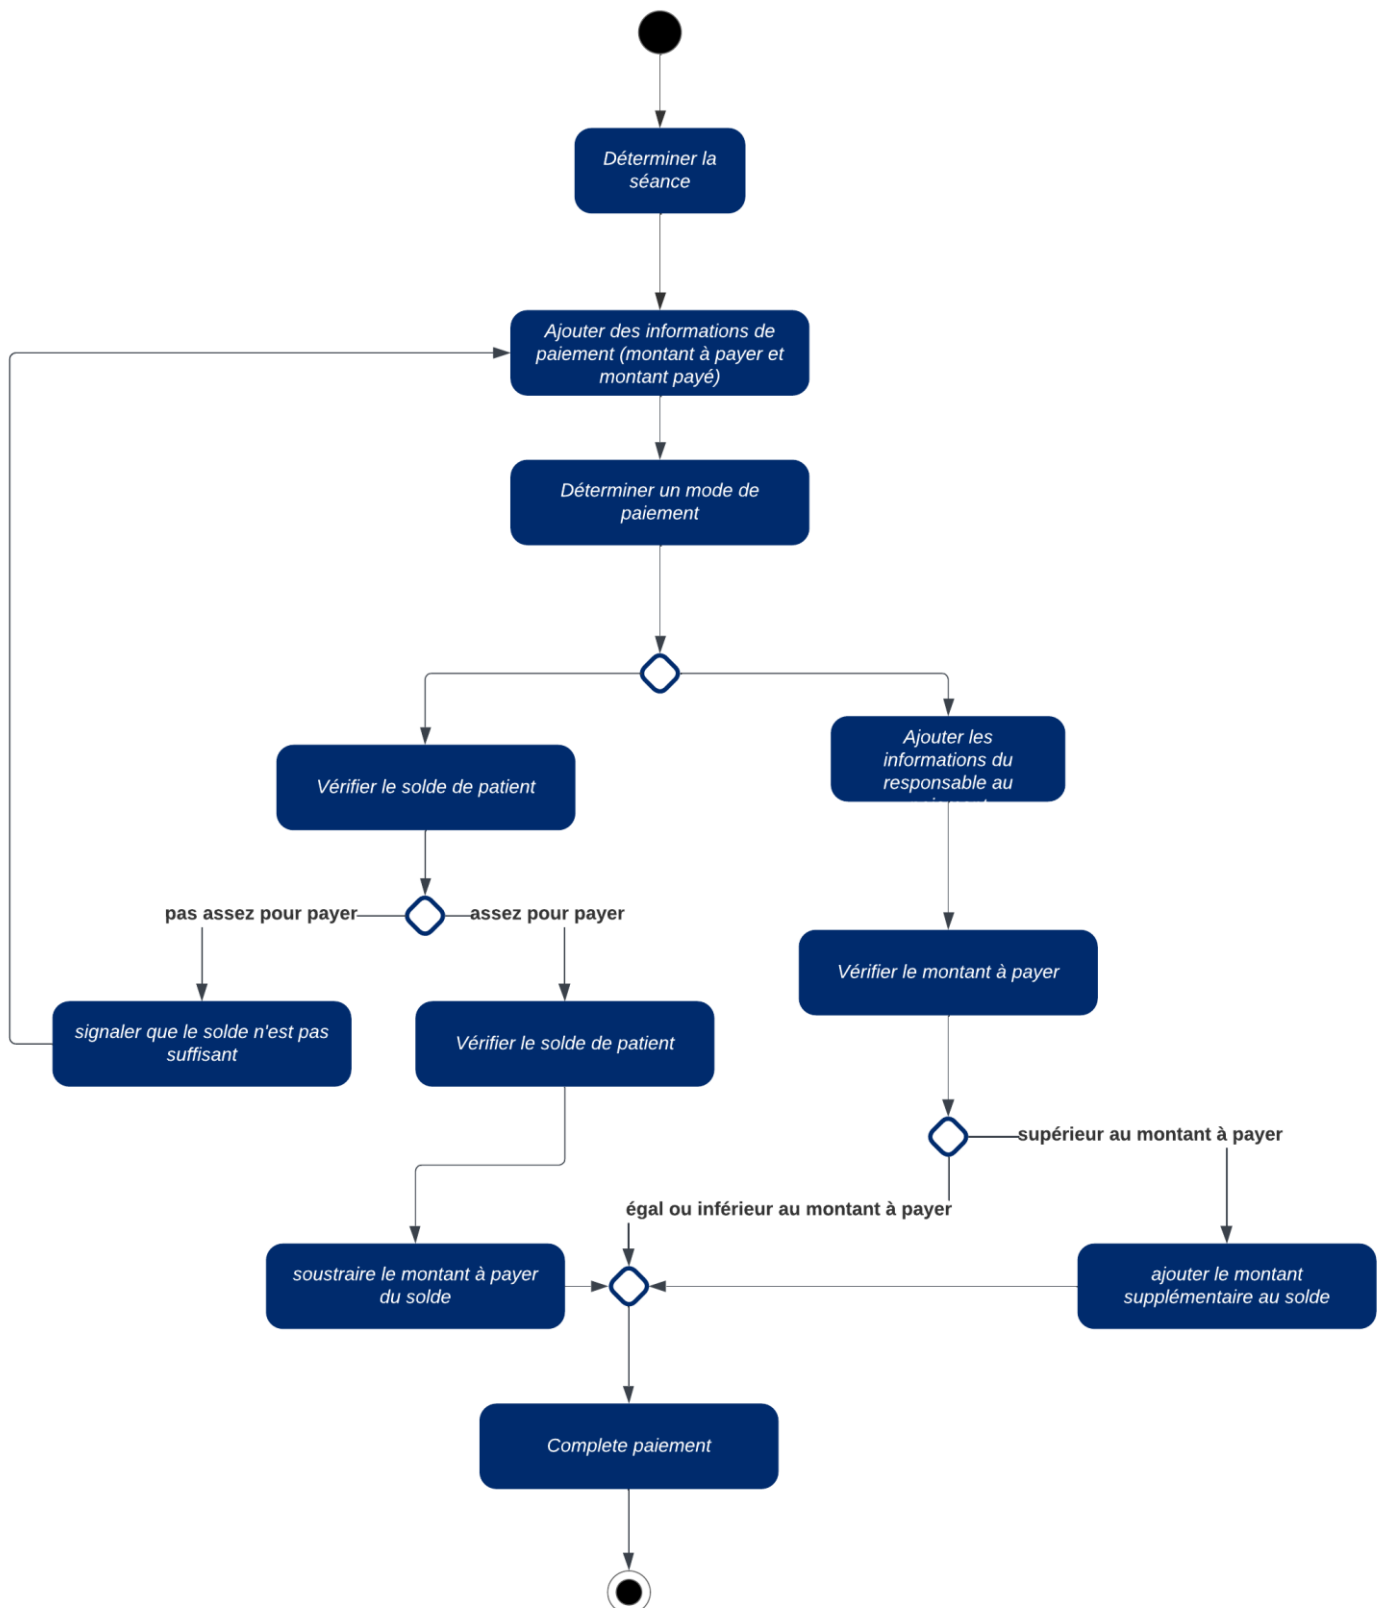 Déterminer la
séance
Ajouter des informations de
paiement (montant à payer et
montant payé)
Déterminer un mode de
paiement
Vérifier le solde de patient
Ajouter les
informations du
responsable au
pas assez pour payer
assez pour payer
Vérifier le montant à payer
signaler que le solde n'est pas
suffisant
Vérifier le solde de patient
supérieur au montant à payer
égal ou inférieur au montant à payer
soustraire le montant à payer
du solde
ajouter le montant
supplémentaire au solde
Complete paiement